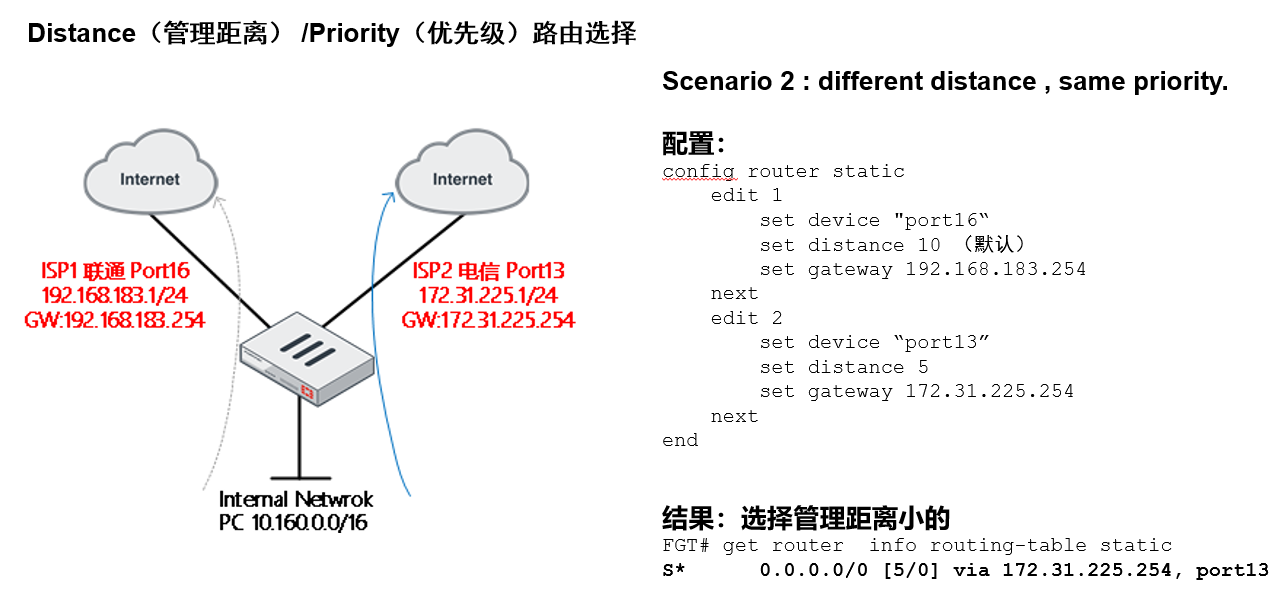 Distance（管理距离） /Priority（优先级）路由选择
Internet
Internet
ISP1 联通 Port16
192.168.183.1/24
GW:192.168.183.254
ISP2 电信 Port13
172.31.225.1/24
GW:172.31.225.254
Internal Netwrok
PC 10.160.0.0/16
Scenario 2 : different distance , same priority.
配置：
config router static
    edit 1
        set device "port16“
        set distance 10 （默认）
        set gateway 192.168.183.254
    next
    edit 2
        set device “port13”
        set distance 5
        set gateway 172.31.225.254
    next
end
结果：选择管理距离小的
FGT# get router  info routing-table static
S*      0.0.0.0/0 [5/0] via 172.31.225.254, port13